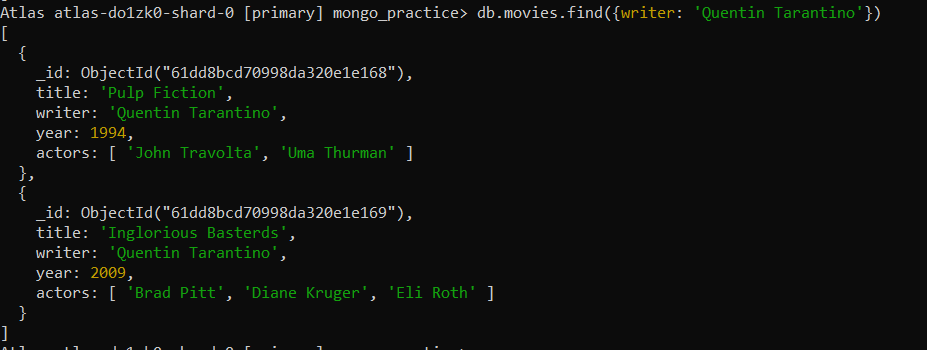 Atlas atlas-do1zk0-shard-0 [primary] mongo_practice> db.movies.find({writer: 'Quentin Tarantino'})
[
  {
    _id: ObjectId("61dd8bcd70998da320e1e168"),
    title: 'Pulp Fiction',
    writer: 'Quentin Tarantino',
    year: 1994,
    actors: [ 'John Travolta', 'Uma Thurman' ]
  },
  {
    _id: ObjectId("61dd8bcd70998da320e1e169"),
    title: 'Inglorious Basterds',
    writer: 'Quentin Tarantino',
    year: 2009,
    actors: [ 'Brad Pitt', 'Diane Kruger', 'Eli Roth' ]
  }
]